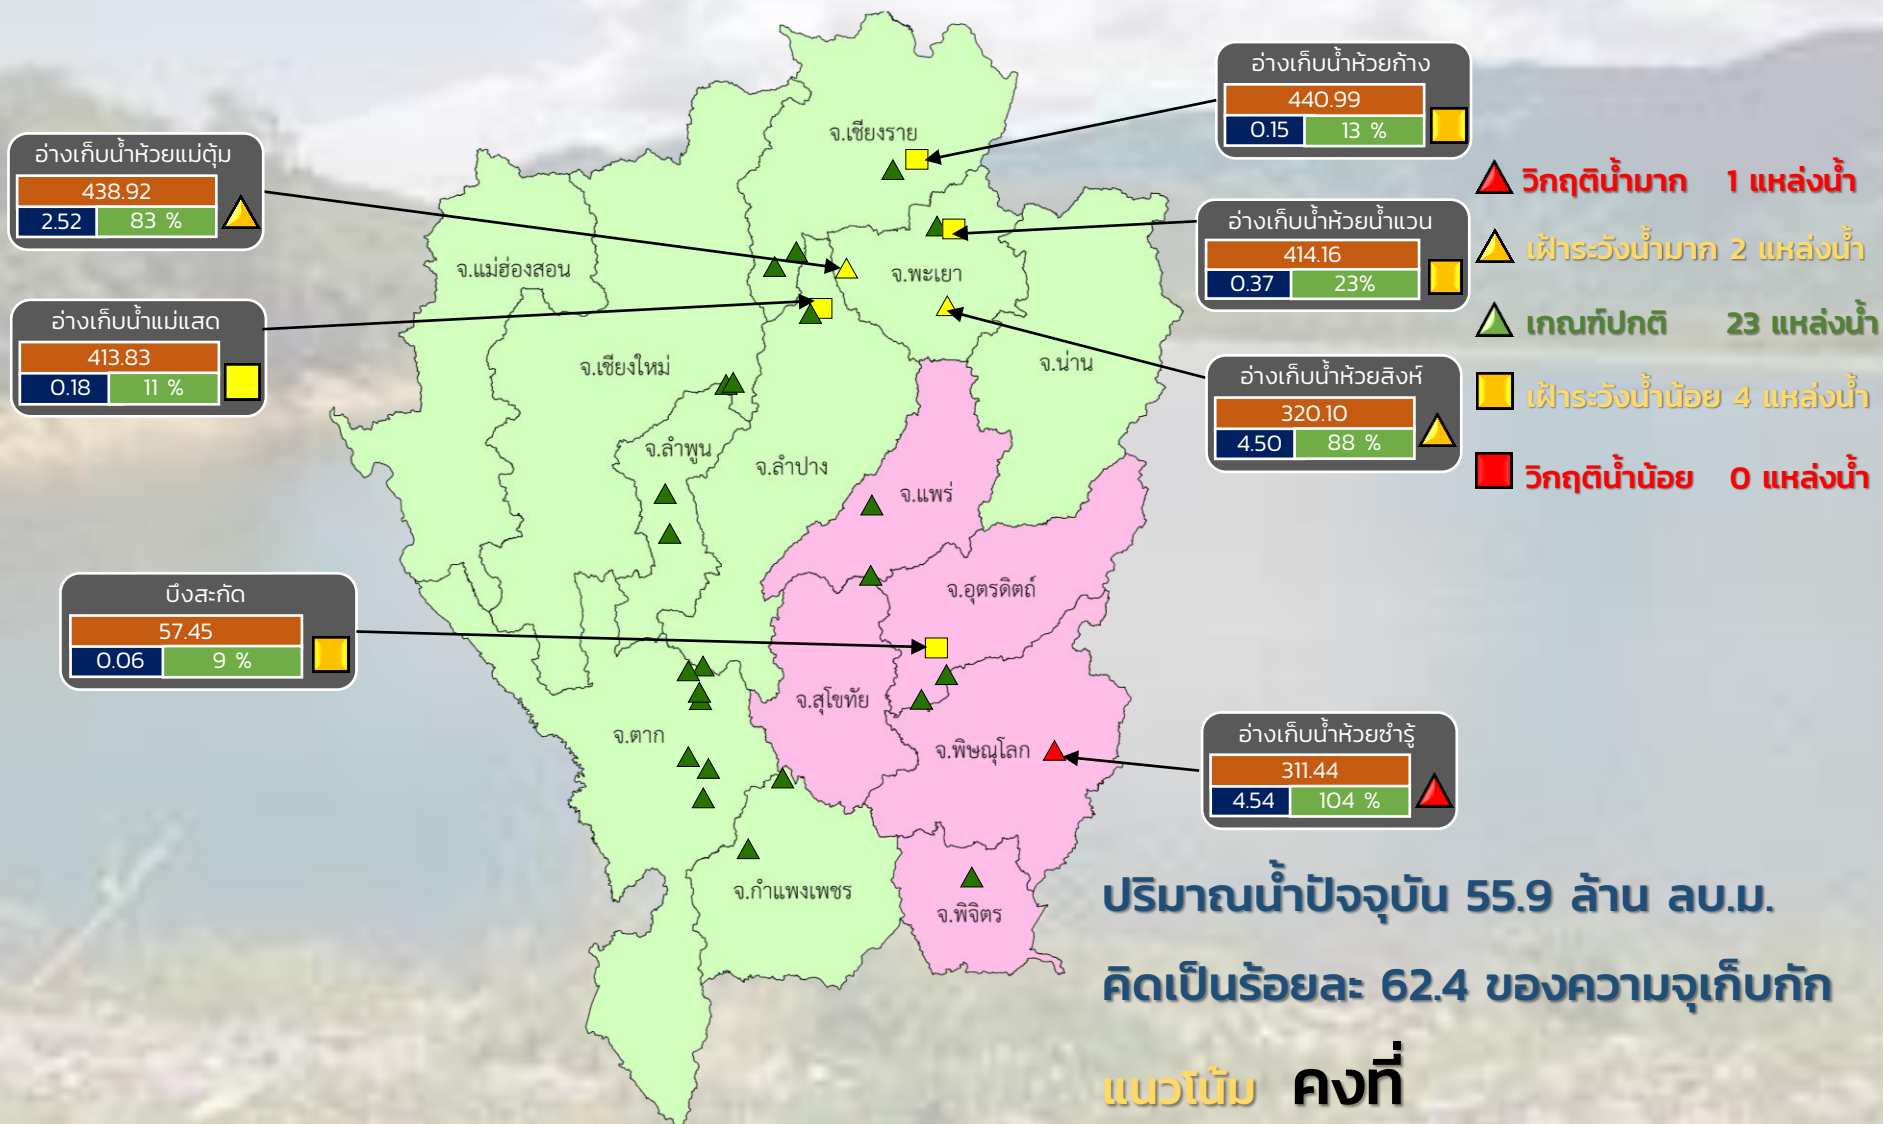 อ่างเก็บน้ำห้วยก้าง
440.99
0.15 13 %
อ่างเก็บน้ำห้วยแม่ตุ้ม
438.92
2.52 83 %
วิกฤติน้ำมาก 1 แหล่งน้ำ
เฝ้าระวังน้ำมาก 2 แหล่งน้ำ
เกณฑ์ปกติ 23 แหล่งน้ำ
เฝ้าระวังน้ำน้อย 4 แหล่งน้ำ
วิกฤติน้ำน้อย 0 แหล่งน้ำ
อ่างเก็บน้ำห้วยน้ำแวน
414.16
0.37 23%
อ่างเก็บน้ำแม่แสด
413.83
0.18 11 %
อ่างเก็บน้ำห้วยสิงห์
320.10
4.50 88 %
บึงสะกัด
57.45
0.06 9 %
อ่างเก็บน้ำห้วยซำรู้
311.44
4.54 104 %
จ.เชียงราย
จ.แม่ฮ่องสอน
จ.พะเยา
จ.เชียงใหม่
จ.น่าน
จ.ลำพูน
จ.ลำปาง
จ.แพร่
จ.อุตรดิตถ์
จ.สุโขทัย
จ.ตาก
จ.พิษณุโลก
จ.กำแพงเพชร
จ.พิจิตร
ปริมาณน้ำปัจจุบัน 55.9 ล้าน ลบ.ม.
คิดเป็นร้อยละ 62.4 ของความจุเก็บกัก
แนวโน้ม คงที่